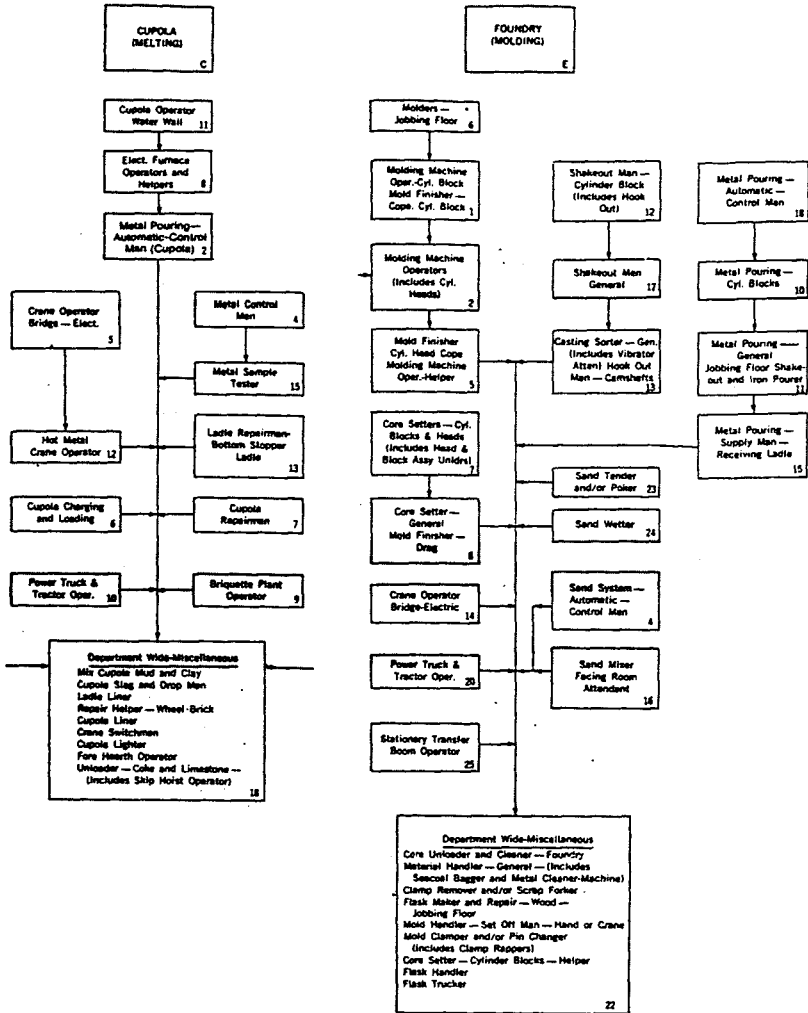 CUPOLA
(MELTING)
C
Cupola Operator
Water Wall
11
Elect. Furnace
Operators and
Helpers
8
Metal Pouring—
Automatic-Control
Man (Cupola)
2
Crane Operator
Bridge — Elect.
5
Metal Control
Men
4
Metal Sample
Tester
15
Hot Metal
Crane Operator
12
Ladle Repairman-
Bottom Stopper
Ladle
13
Cupola Charging
and Loading
6
Cupola
Repairmen
7
Power Truck &
Tractor Oper.
10
Briquette Plant
Operator
9
Department Wide-Miscellaneous
Mix Cupola Mud and Clay
Cupola Slag and Drop Men
Ladle Liner
Repair Helper — Wheel-Brick
Cupola Liner
Crane Switchmen
Cupola Lighter
Fore Hearth Operator
Unloader — Coke and Limestone —
(Includes Skip Hoist Operator)
18
FOUNDRY
(MOLDING)
E
Molders —
Jobbing Floor
6
Molding Machine
Oper.-Cyl. Block
Mold Finisher —
Cope. Cyl. Block
1
Molding Machine
Operators
(Includes Cyl.
Heads)
2
Mold Finisher
Cyl. Head Cope
Molding Machine
Oper.-Helper
5
Shakeout Man —
Cylinder Block
(Includes Hook
Out)
12
Shakeout Men
General
17
Casting Sorter — Gen.
(Includes Vibrator
Atten) Hook Out
Man — Camshafts
13
Metal Pouring —
Automatic —
Control Man
18
Metal Pouring —
Cyl. Blocks
10
Metal Pouring —
General
Jobbing Floor Shake-
out and Iron Pourer
11
Metal Pouring —
Supply Man —
Receiving Ladle
15
Core Setters — Cyl.
Blocks & Heads
(Includes Head &
Block Assy Unldrs)
7
Core Setter —
General
Mold Finisher —
Drag
8
Sand Tender
and/or Poker
23
Sand Wetter
24
Crane Operator
Bridge-Electric
14
Sand System —
Automatic —
Control Men
4
Power Truck &
Tractor Oper.
20
Sand Mixer
Facing Room
Attendant
16
Stationery Transfer
Boom Operator
25
Department Wide-Miscellaneous
Core Unloader and Cleaner — Foundry
Material Handler — General — (Includes
Seacoal Bagger and Metal Cleaner-Machine)
Clamp Remover and/or Scrap Forker
Flask Maker and Repair — Wood —
Jobbing Floor
Mold Handler — Set Off Man — Hand or Crane
Mold Clamper and/or Pin Changer
(Includes Clamp Rappers)
Core Setter — Cylinder Blocks — Helper
Flask Handler
Flask Trucker
22